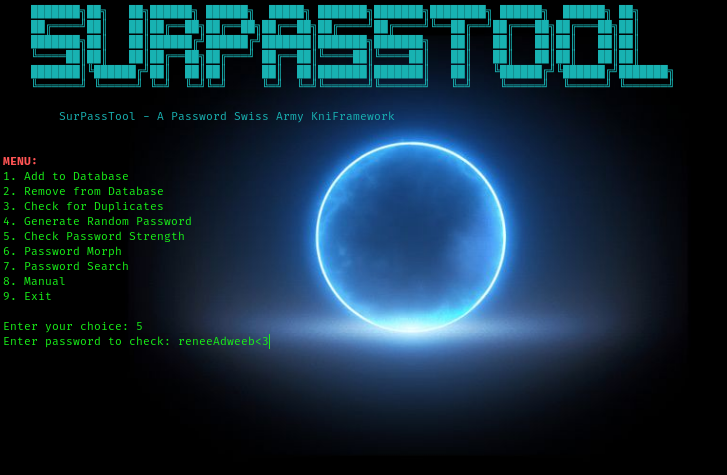 SURPASSTOOL
SurPassTool - A Password Swiss Army KniFramework
MENU:
1. Add to Database
2. Remove from Database
3. Check for Duplicates
4. Generate Random Password
5. Check Password Strength
6. Password Morph
7. Password Search
8. Manual
9. Exit
Enter your choice: 5
Enter password to check: reneeAdweeb<3